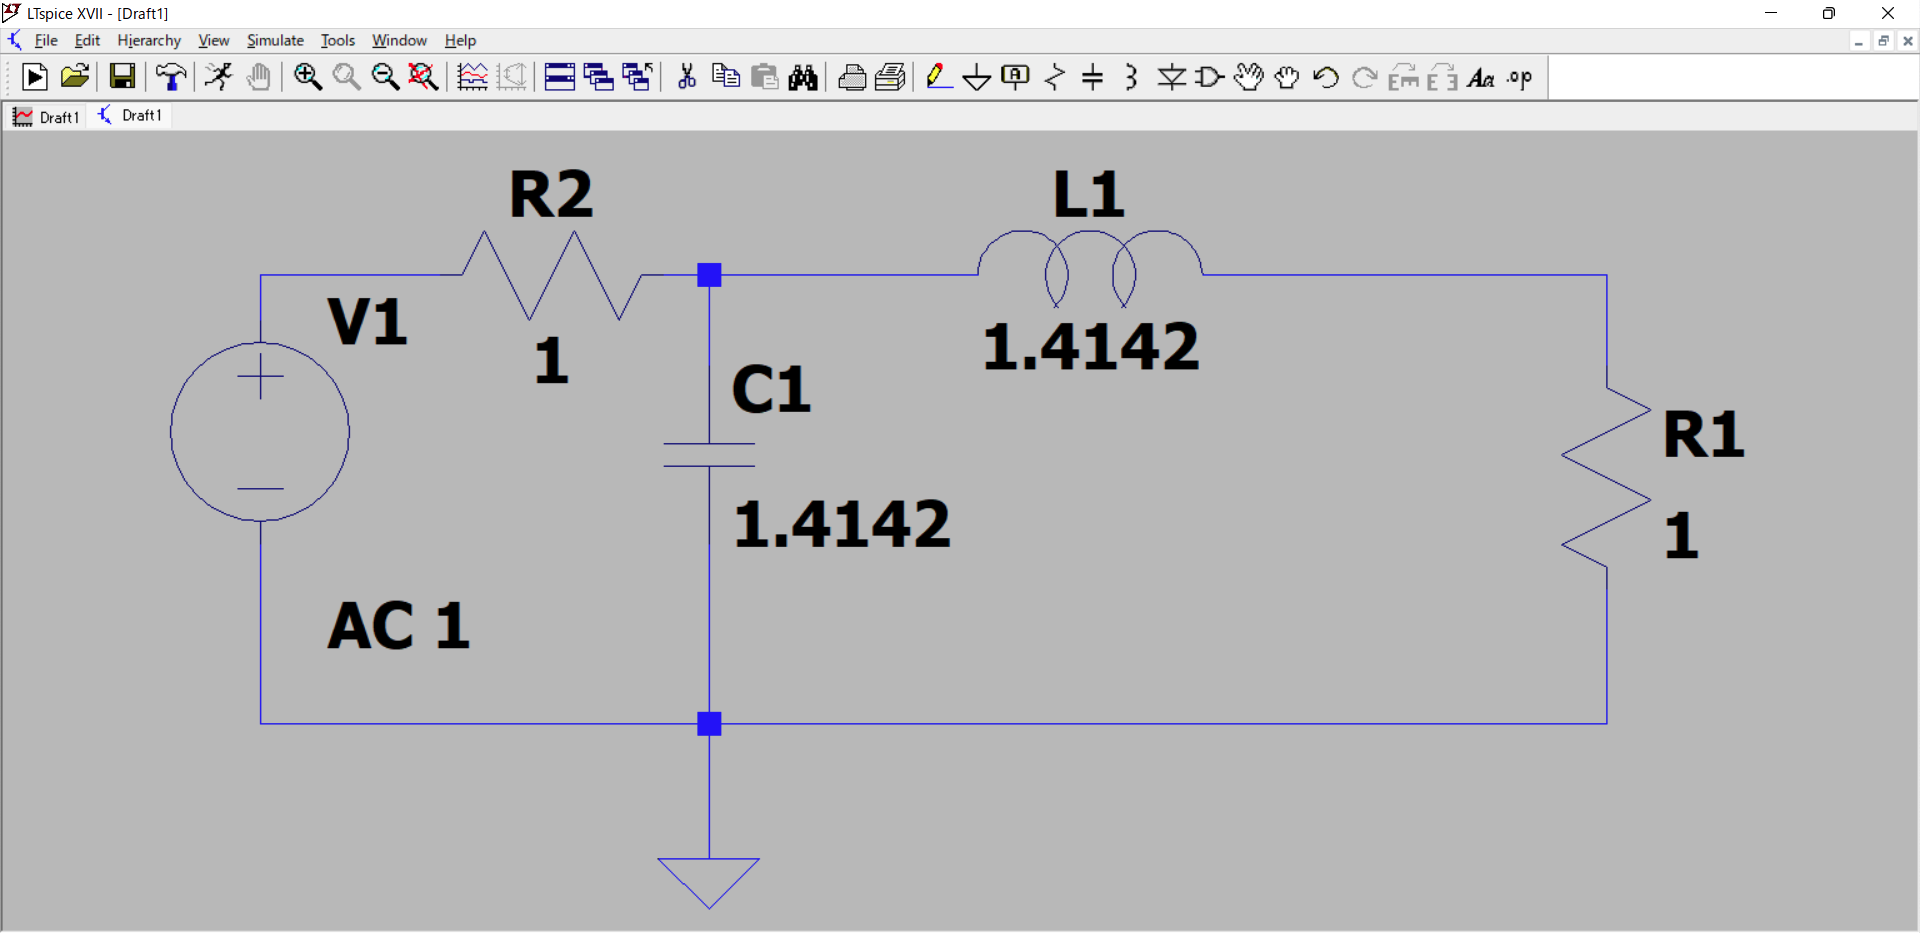 LTspice XVII - [Draft1]
File Edit Hierarchy View Simulate Tools Window Help
A Aa .op
Draft1 Draft1
R2
L1
V1
1
1.4142
C1
R1
1.4142
1
AC 1